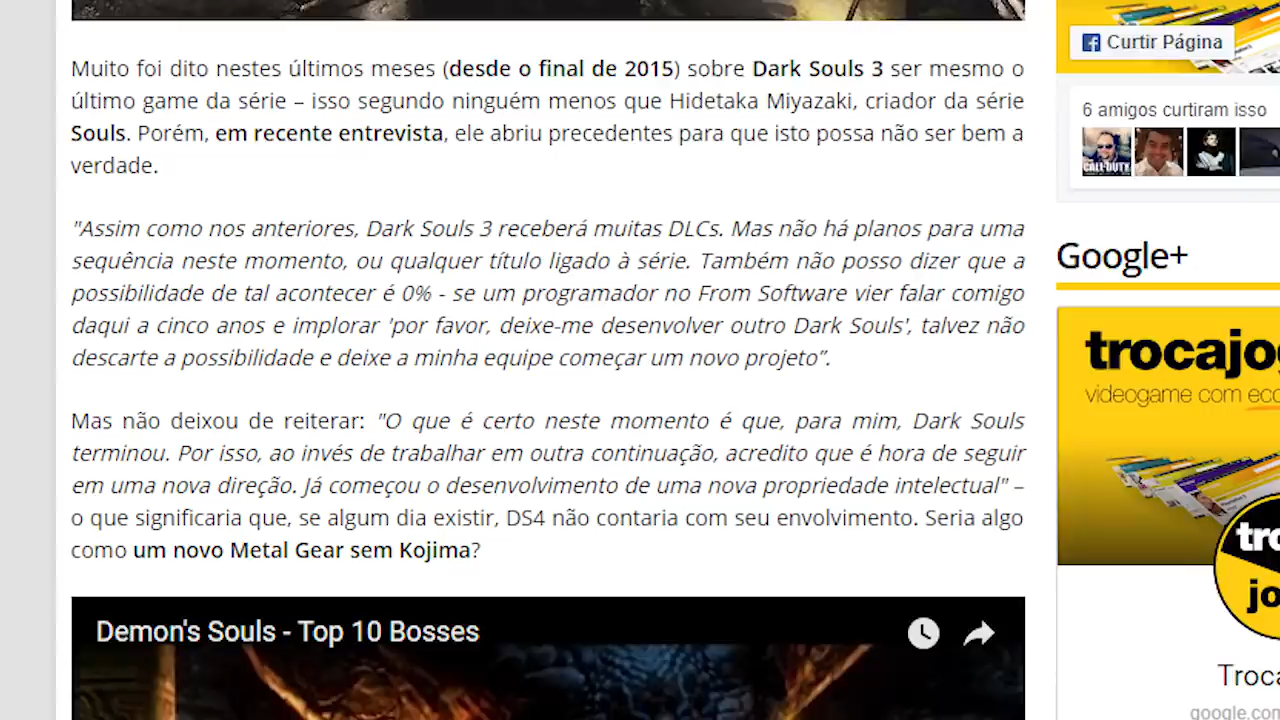 Muito foi dito nestes últimos meses (desde o final de 2015) sobre Dark Souls 3 ser mesmo o
último game da série – isso segundo ninguém menos que Hidetaka Miyazaki, criador da série
Souls. Porém, em recente entrevista, ele abriu precedentes para que isto possa não ser bem a
verdade.
"Assim como nos anteriores, Dark Souls 3 receberá muitas DLCs. Mas não há planos para uma
sequência neste momento, ou qualquer título ligado à série. Também não posso dizer que a
possibilidade de tal acontecer é 0% - se um programador no From Software vier falar comigo
daqui a cinco anos e implorar 'por favor, deixe-me desenvolver outro Dark Souls', talvez não
descarte a possibilidade e deixe a minha equipe começar um novo projeto”.
Mas não deixou de reiterar: "O que é certo neste momento é que, para mim, Dark Souls
terminou. Por isso, ao invés de trabalhar em outra continuação, acredito que é hora de seguir
em uma nova direção. Já começou o desenvolvimento de uma nova propriedade intelectual" –
o que significaria que, se algum dia existir, DS4 não contaria com seu envolvimento. Seria algo
como um novo Metal Gear sem Kojima?
Demon's Souls - Top 10 Bosses
Curtir Página
6 amigos curtiram isso
CALL DUTY
Google+
trocajo
videogame com eco
tro
jo
Troca
google.com